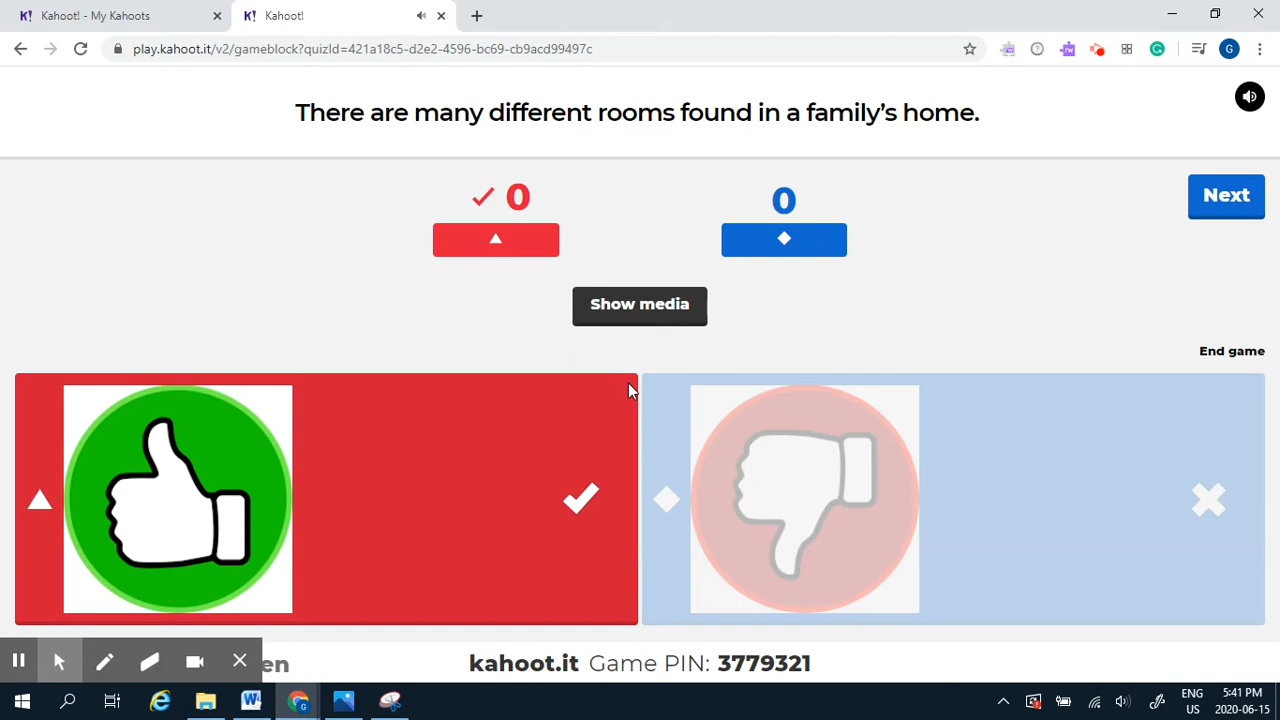 K! Kahoot! - My Kahoots
K! Kahoot!
play.kahoot.it/v2/gameblock?quizId=421a18c5-d2e2-4596-bc69-cb9acd99497c
G
There are many different rooms found in a family's home.
0
0
Next
Show media
End game
en
kahoot.it Game PIN: 3779321
ENG
US
5:41 PM
2020-06-15